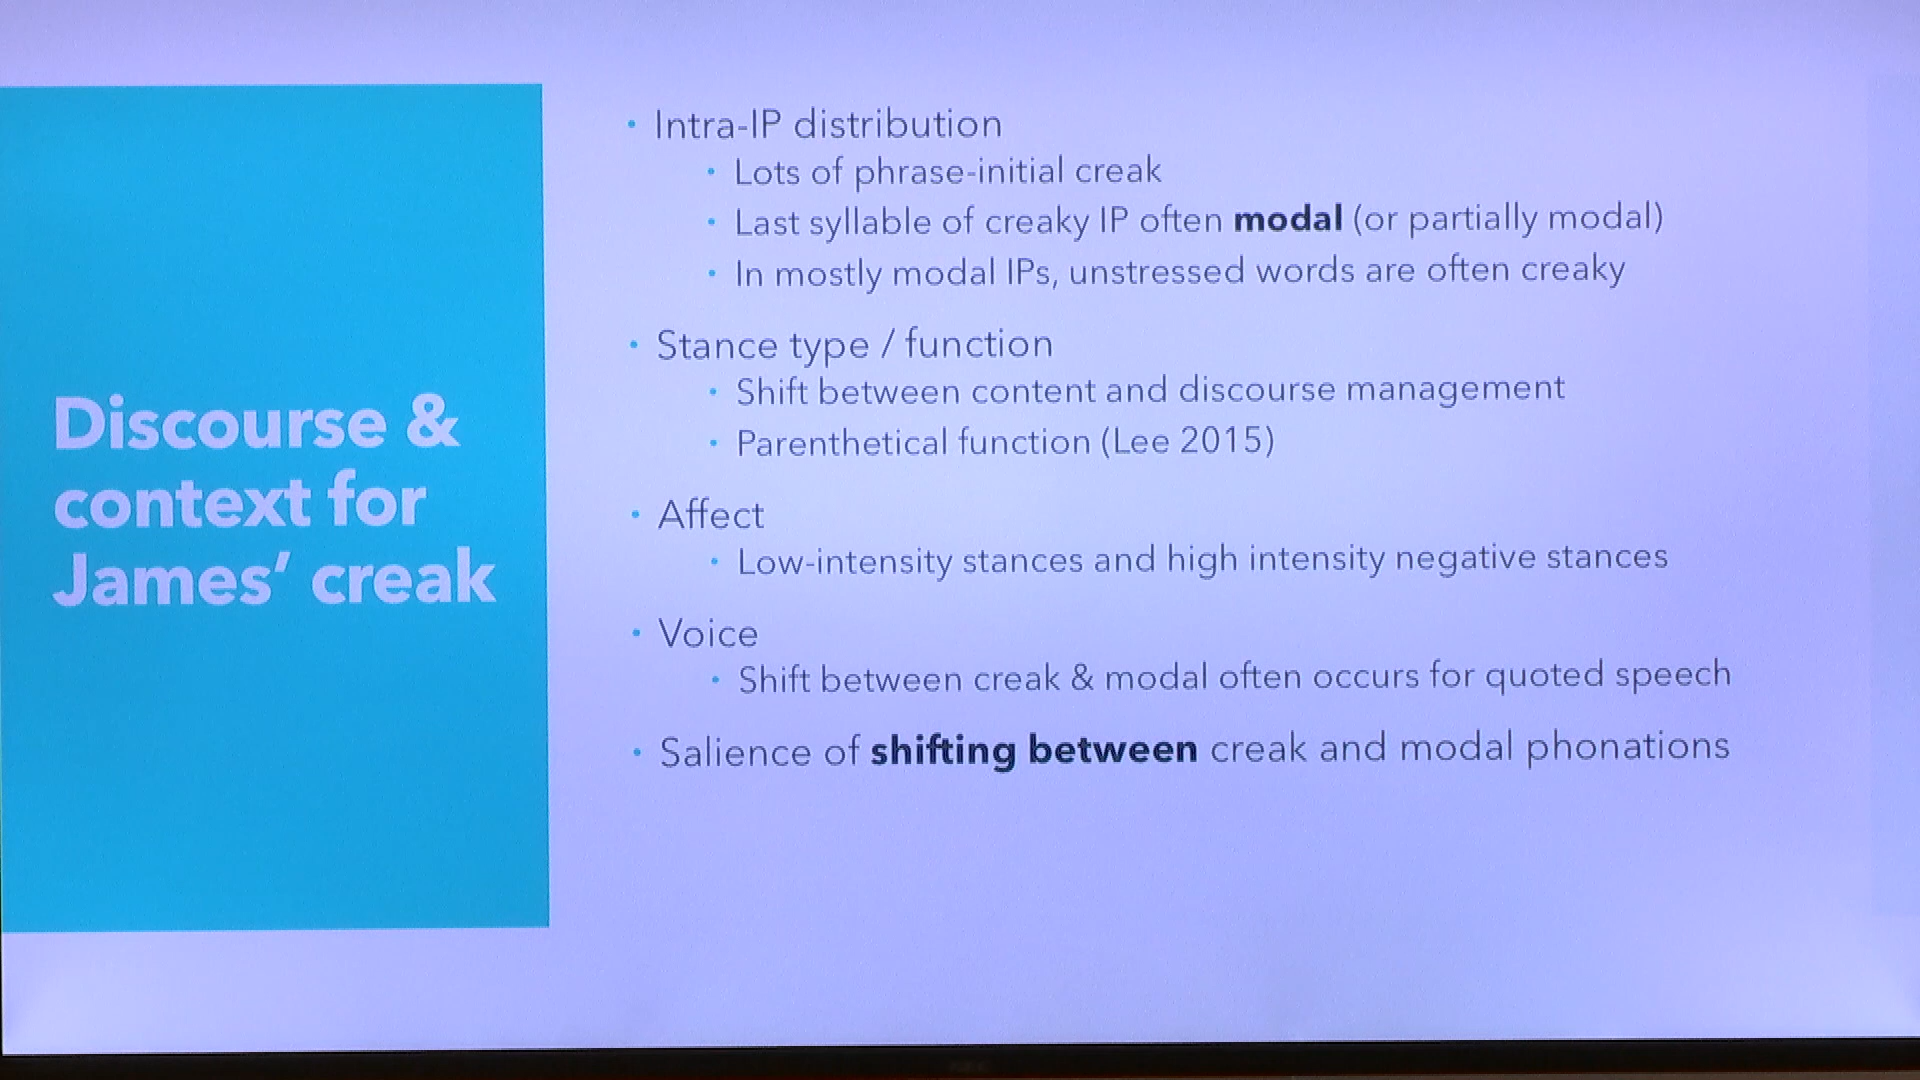 Discourse &
context for
James’ creak
• Intra-IP distribution
• Lots of phrase-initial creak
• Last syllable of creaky IP often modal (or partially modal)
• In mostly modal IPs, unstressed words are often creaky
• Stance type / function
• Shift between content and discourse management
• Parenthetical function (Lee 2015)
• Affect
• Low-intensity stances and high intensity negative stances
• Voice
• Shift between creak & modal often occurs for quoted speech
• Salience of shifting between creak and modal phonations